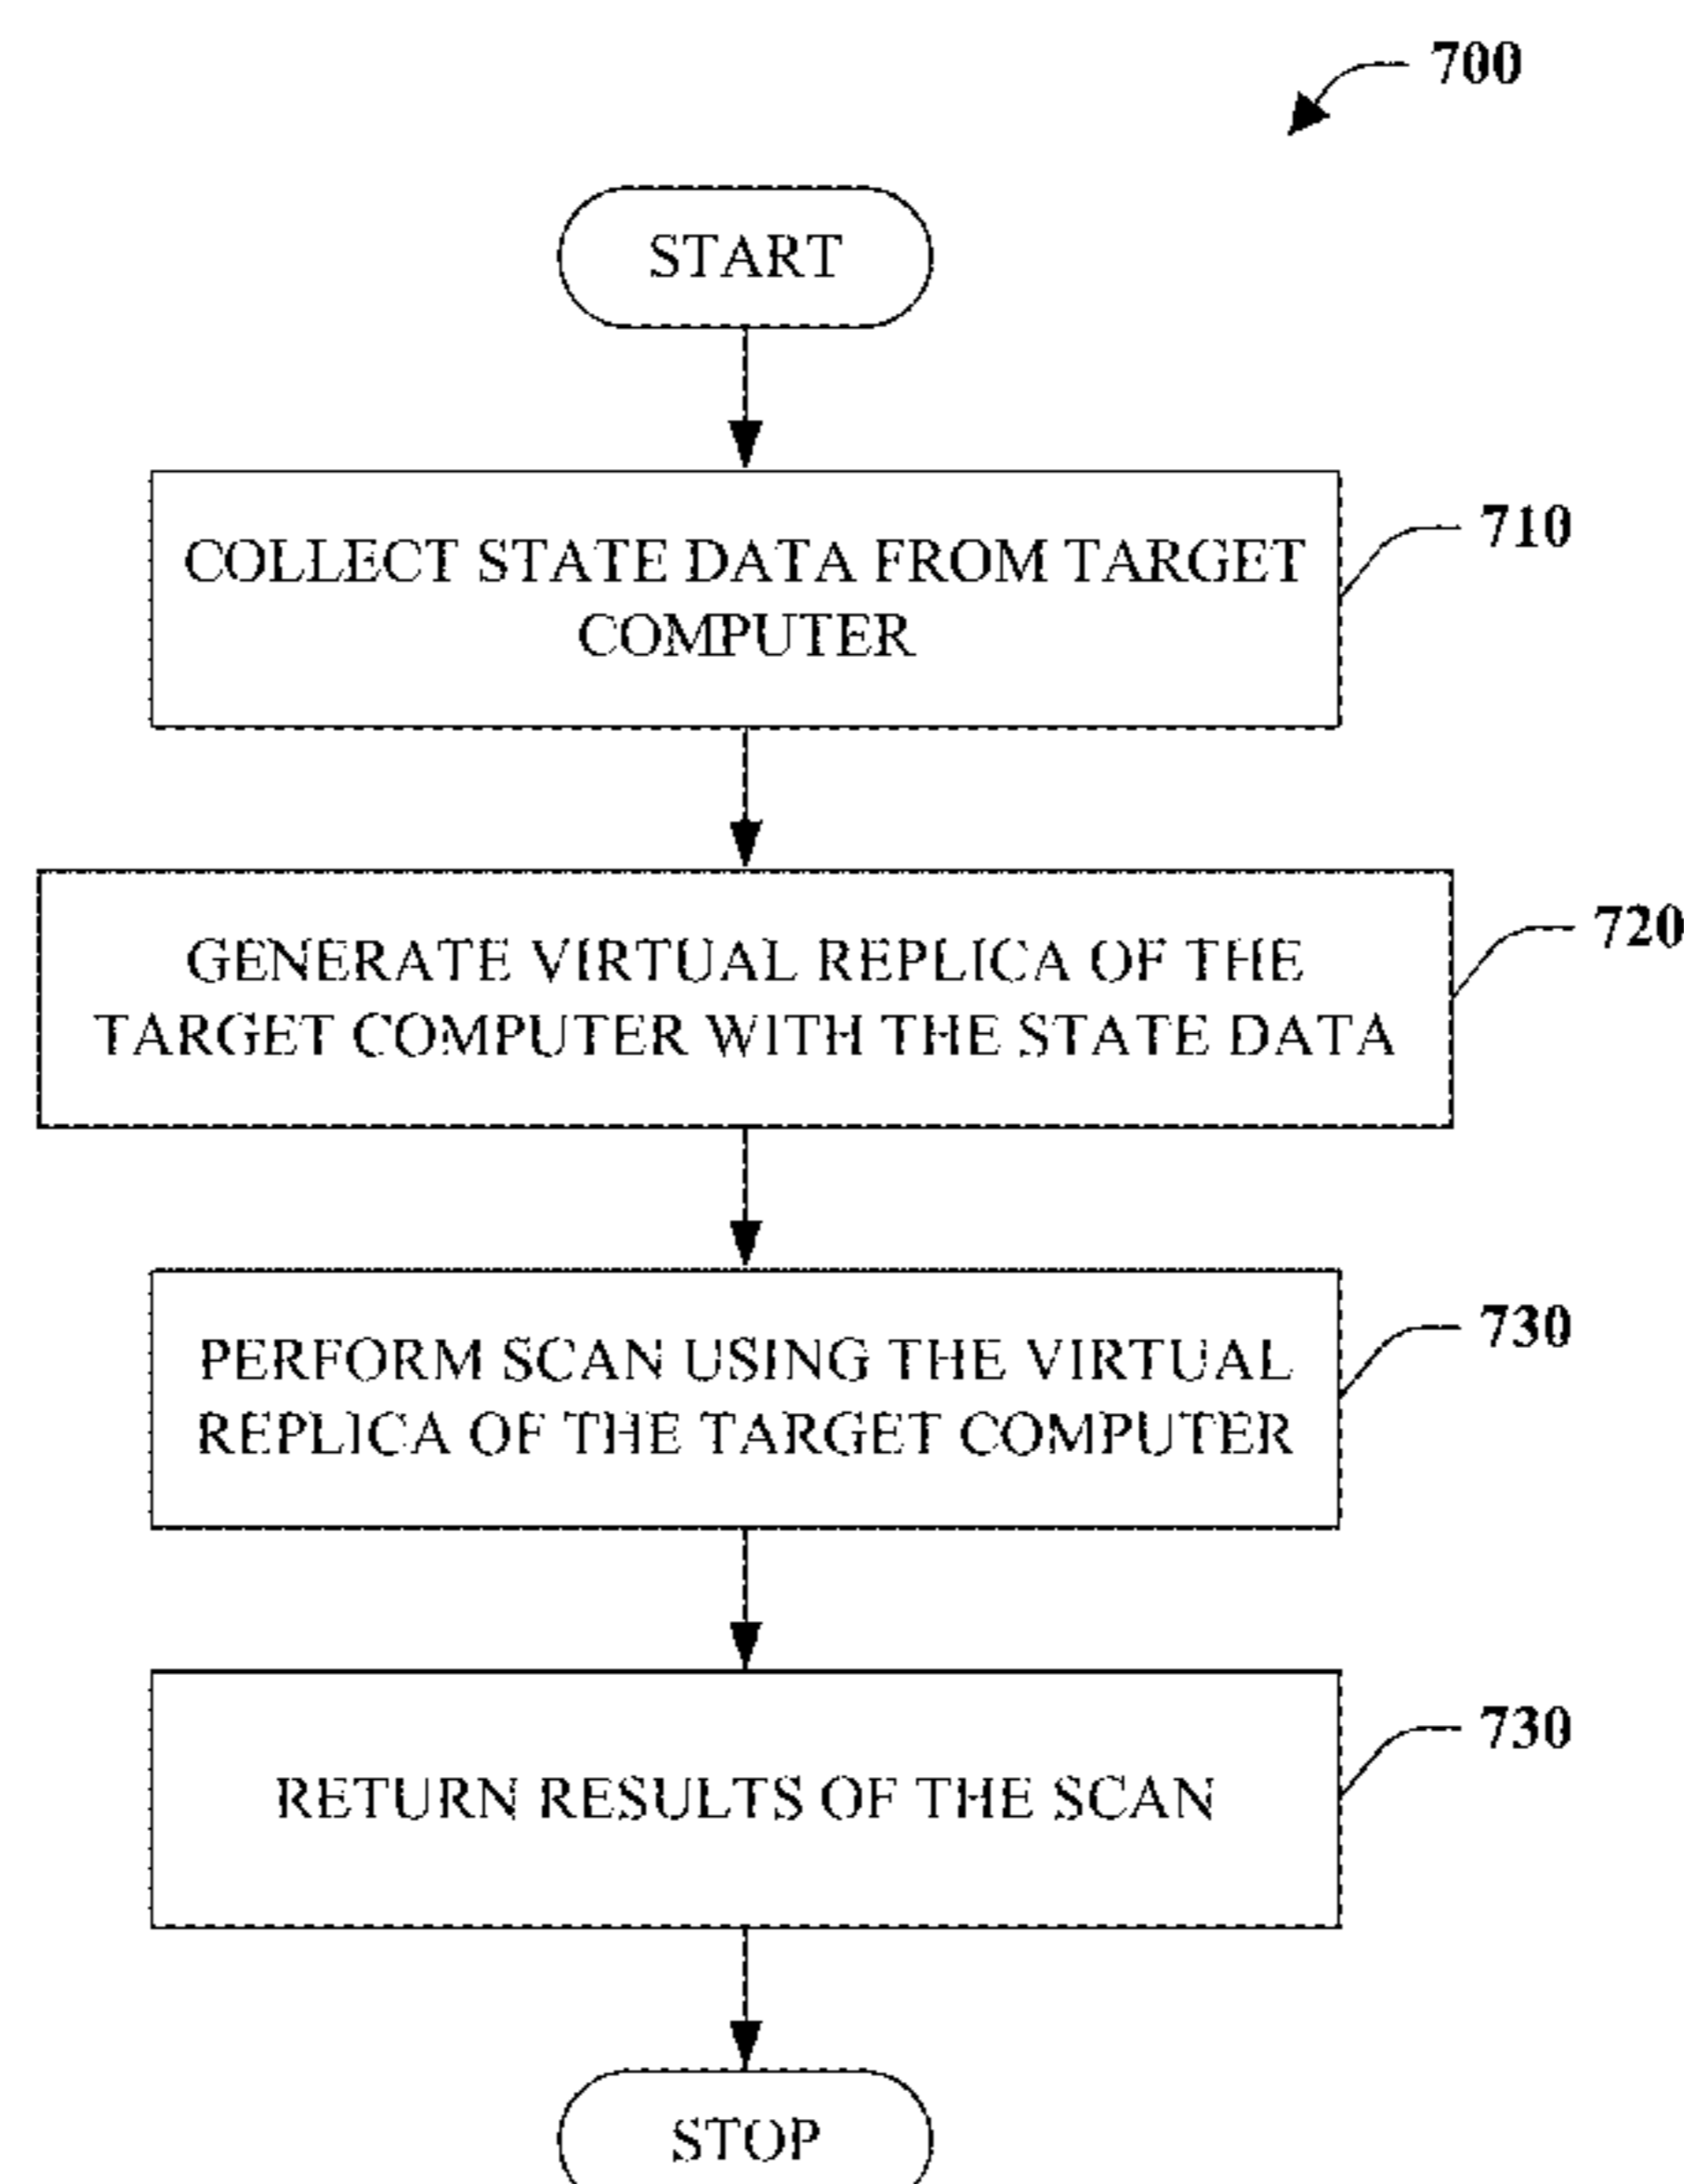 700
START
COLLECT STATE DATA FROM TARGET
COMPUTER
710
GENERATE VIRTUAL REPLICA OF THE
TARGET COMPUTER WITH THE STATE DATA
720
PERFORM SCAN USING THE VIRTUAL
REPLICA OF THE TARGET COMPUTER
730
RETURN RESULTS OF THE SCAN
730
STOP